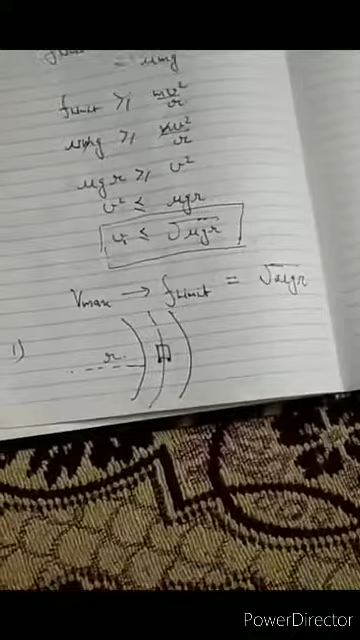 = μmg
f_limit ⩾ mv²/r
μmg ⩾ mv²/r
μgr ⩾ v²
v² ≤ μgr
v ≤ √μgr
Vmax → f_limit = √μgr
1)
r
PowerDirector